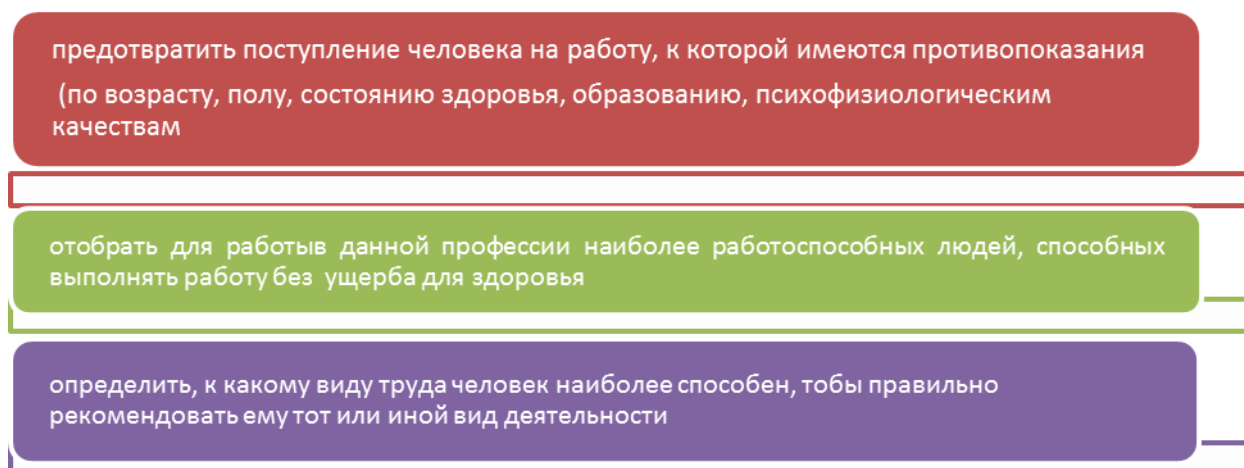 предотвратить поступление человека на работу, к которой имеются противопоказания
(по возрасту, полу, состоянию здоровья, образованию, психофизиологическим
качествам
отобрать для работыв данной профессии наиболее работоспособных людей, способных
выполнять работу без ущерба для здоровья
определить, к какому виду труда человек наиболее способен, тобы правильно
рекомендовать ему тот или иной вид деятельности